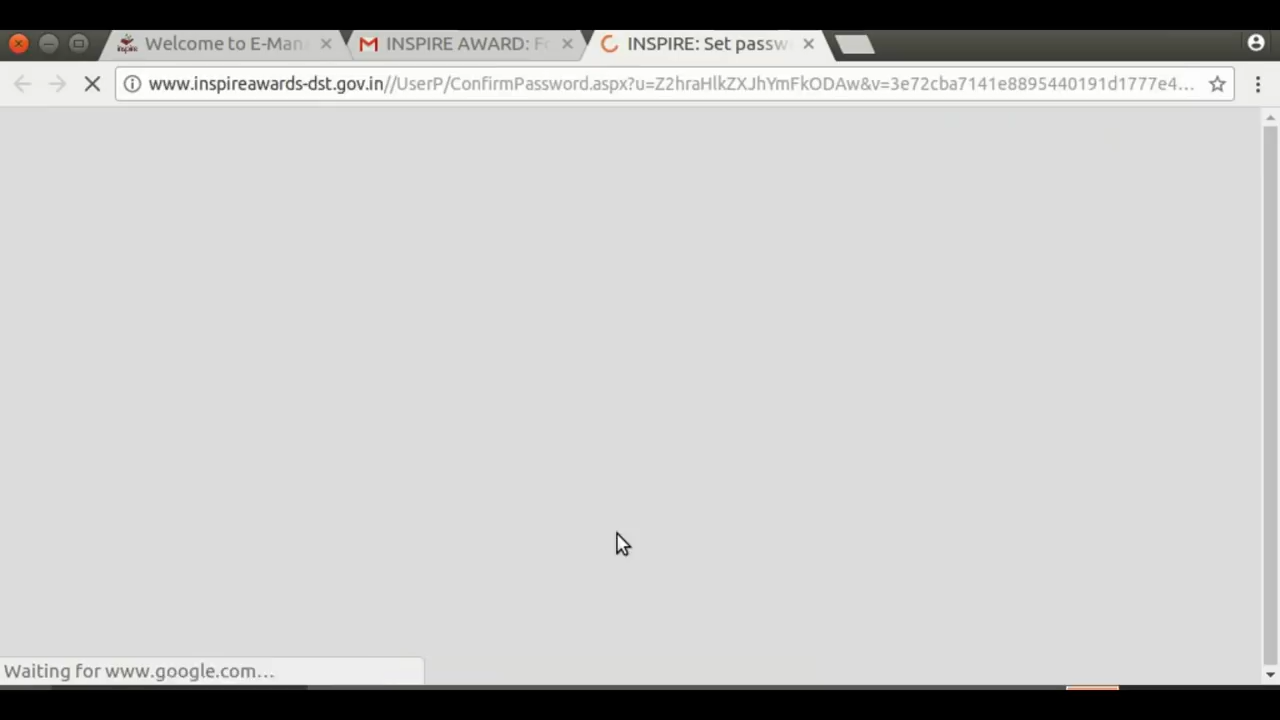 Welcome to E-Man
INSPIRE AWARD: Fo
INSPIRE: Set passw
www.inspireawards-dst.gov.in//UserP/ConfirmPassword.aspx?u=Z2hraHlkZXJhYmFkODAw&v=3e72cba7141e8895440191d1777e4...
Waiting for www.google.com...